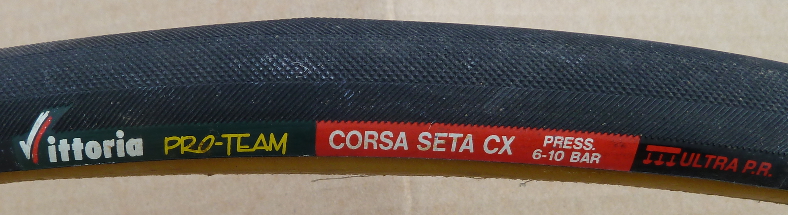 Vittoria PRO-TEAM CORSA SETA CX PRESS.
6-10 BAR
ULTRA P.R.